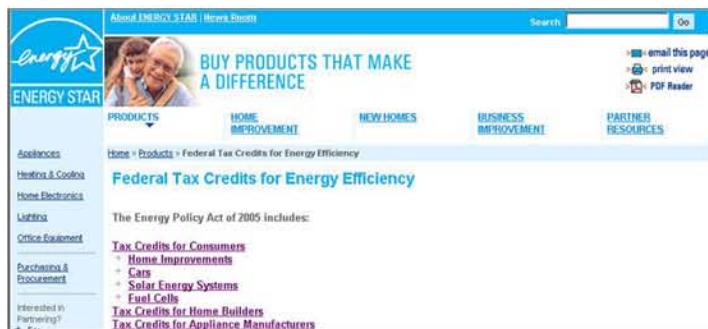 About ENERGY STAR | News Room
Search
Go
energy
ENERGY STAR
BUY PRODUCTS THAT MAKE
A DIFFERENCE
email this page
print view
PDF Reader
PRODUCTS
HOME
IMPROVEMENT
NEW HOMES
BUSINESS
IMPROVEMENT
PARTNER
RESOURCES
Appliances
Heating & Cooling
Home Electronics
Lighting
Office Equipment
Purchasing &
Procurement
Interested in
Partnering?
Home > Products > Federal Tax Credits for Energy Efficiency
Federal Tax Credits for Energy Efficiency
The Energy Policy Act of 2005 includes:
Tax Credits for Consumers
Home Improvements
Cars
Solar Energy Systems
Fuel Cells
Tax Credits for Home Builders
Tax Credits for Appliance Manufacturers